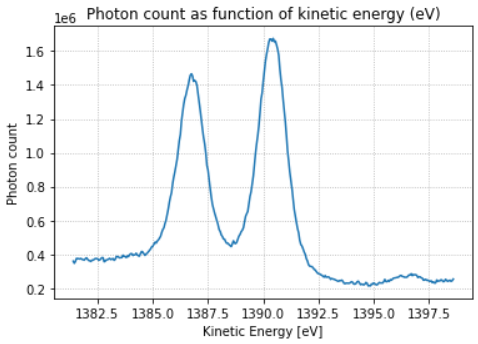 Photon count as function of kinetic energy (eV)
1e6
1.6
1.4
1.2
1.0
0.8
0.6
0.4
0.2
Photon count
1382.5 1385.0 1387.5 1390.0 1392.5 1395.0 1397.5
Kinetic Energy [eV]